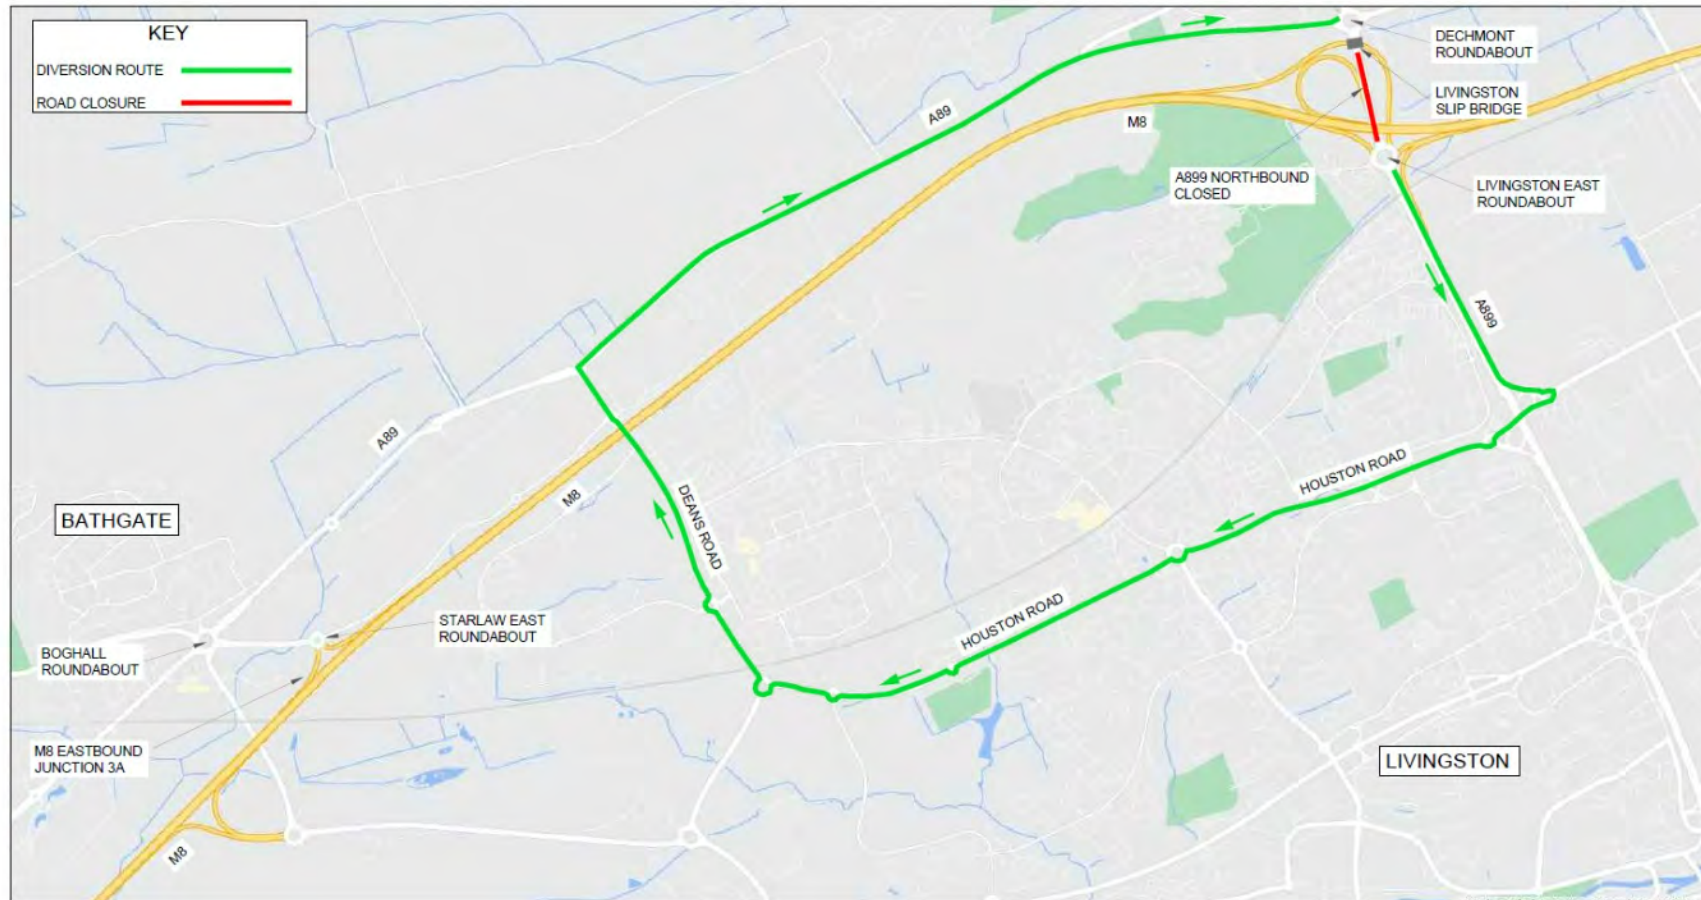 KEY
DIVERSION ROUTE
ROAD CLOSURE
DECHMONT
ROUNDABOUT
LIVINGSTON
SLIP BRIDGE
A89
M8
A899 NORTHBOUND
CLOSED
LIVINGSTON EAST
ROUNDABOUT
A899
A89
HOUSTON ROAD
M8
DEANS ROAD
BATHGATE
STARLAW EAST
ROUNDABOUT
HOUSTON ROAD
BOGHALL
ROUNDABOUT
M8 EASTBOUND
JUNCTION 3A
LIVINGSTON
M8